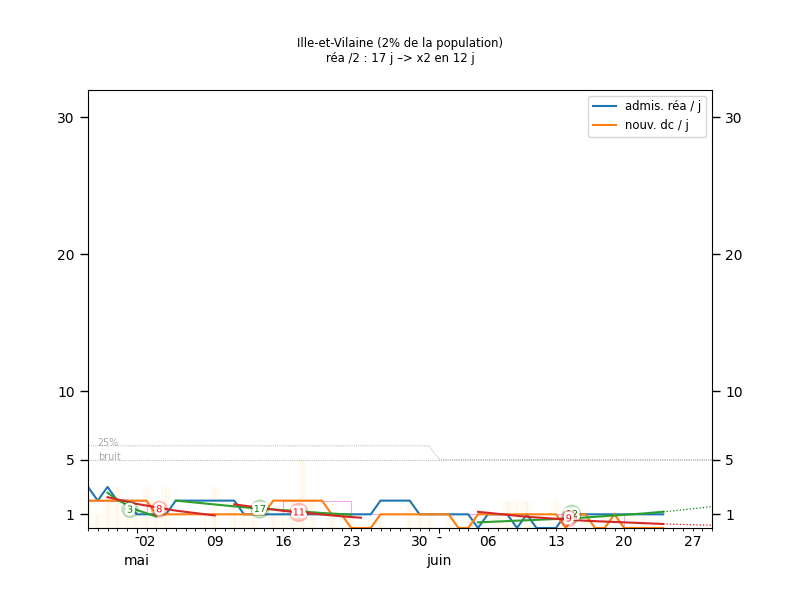 Ille-et-Vilaine (2% de la population)
réa /2 : 17 j –> x2 en 12 j
admis. réa / j
nouv. dc / j
30 30
20 20
10 10
25%
bruit
5 5
3 8 17 11 9
1 1
02 09 16 23 30 06 13 20 27
mai juin